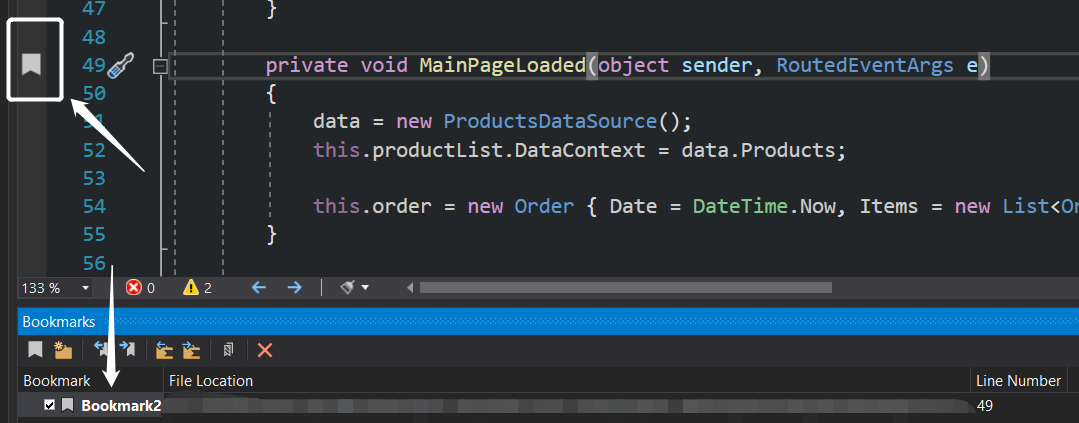 47 }
48
49 private void MainPageLoaded(object sender, RoutedEventArgs e)
50 {
51 data = new ProductsDataSource();
52 this.productList.DataContext = data.Products;
53
54 this.order = new Order { Date = DateTime.Now, Items = new List<Or
55 }
56
133 % 0 2
Bookmarks
Bookmark File Location Line Number
Bookmark2 49